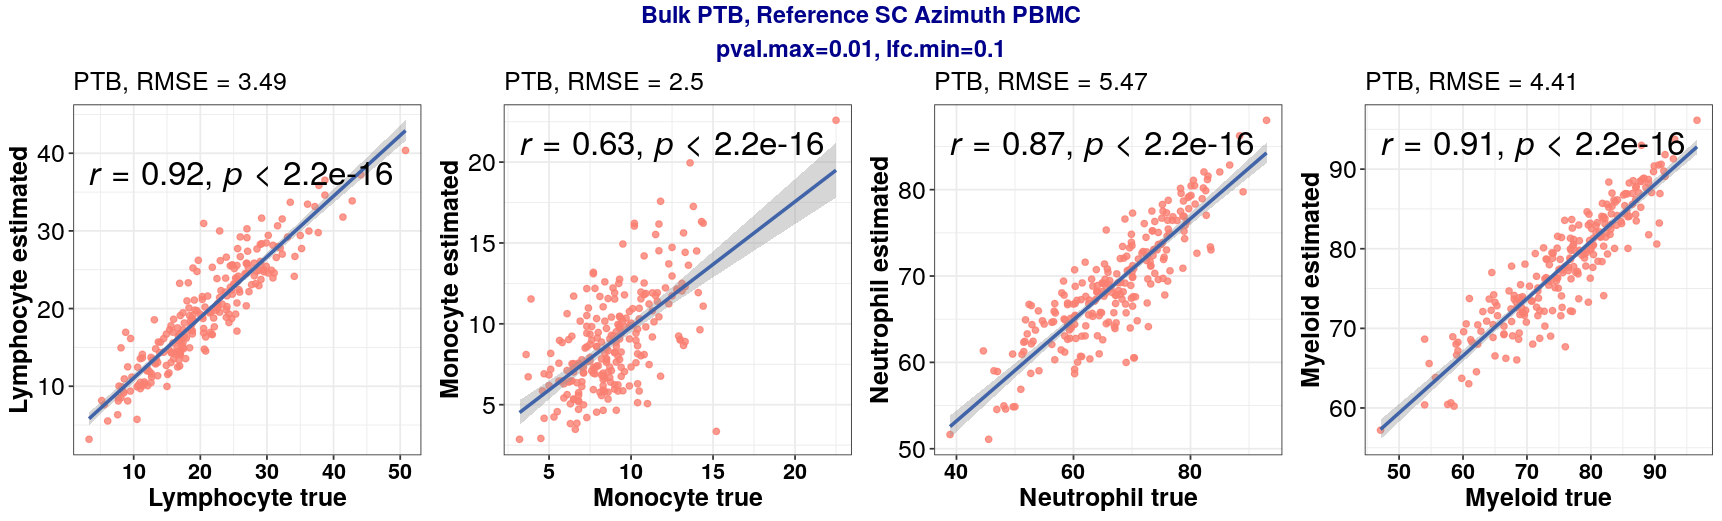 Bulk PTB, Reference SC Azimuth PBMC
pval.max=0.01, lfc.min=0.1
PTB, RMSE = 3.49
r = 0.92, p < 2.2e-16
Lymphocyte estimated
40
30
20
10
10 20 30 40 50
Lymphocyte true
PTB, RMSE = 2.5
r = 0.63, p < 2.2e-16
Monocyte estimated
20
15
10
5
5 10 15 20
Monocyte true
PTB, RMSE = 5.47
r = 0.87, p < 2.2e-16
Neutrophil estimated
80
70
60
50
40 60 80
Neutrophil true
PTB, RMSE = 4.41
r = 0.91, p < 2.2e-16
Myeloid estimated
90
80
70
60
50 60 70 80 90
Myeloid true